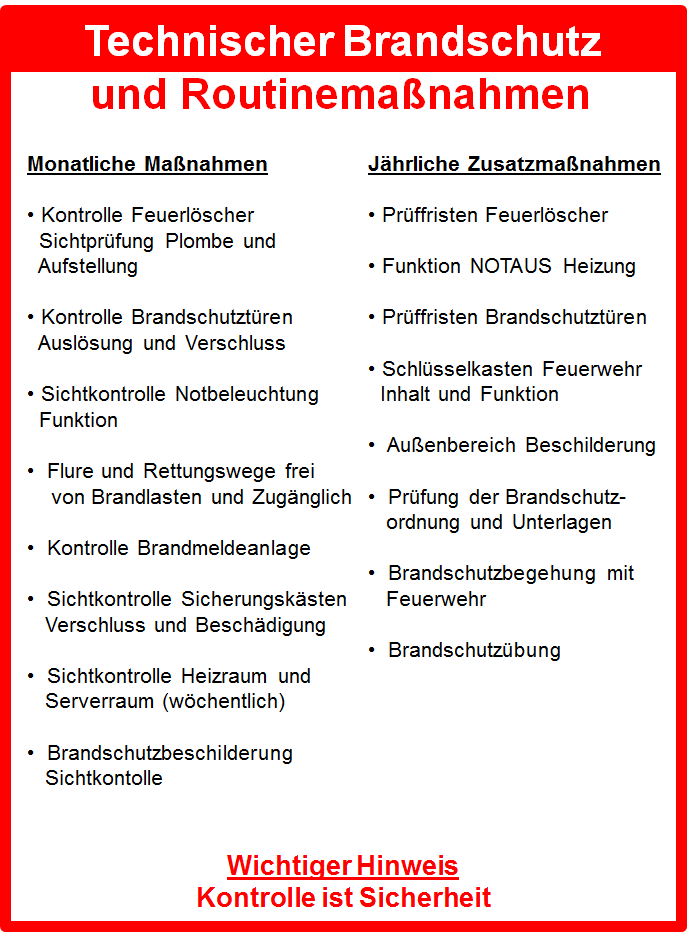 Technischer Brandschutz
und Routinemaßnahmen
Monatliche Maßnahmen
• Kontrolle Feuerlöscher
Sichtprüfung Plombe und
Aufstellung
• Kontrolle Brandschutztüren
Auslösung und Verschluss
• Sichtkontrolle Notbeleuchtung
Funktion
• Flure und Rettungswege frei
von Brandlasten und Zugänglich
• Kontrolle Brandmeldeanlage
• Sichtkontrolle Sicherungskästen
Verschluss und Beschädigung
• Sichtkontrolle Heizraum und
Serverraum (wöchentlich)
• Brandschutzbeschilderung
Sichtkontolle
Jährliche Zusatzmaßnahmen
• Prüffristen Feuerlöscher
• Funktion NOTAUS Heizung
• Prüffristen Brandschutztüren
• Schlüsselkasten Feuerwehr
Inhalt und Funktion
• Außenbereich Beschilderung
• Prüfung der Brandschutz-
ordnung und Unterlagen
• Brandschutzbegehung mit
Feuerwehr
• Brandschutzübung
Wichtiger Hinweis
Kontrolle ist Sicherheit